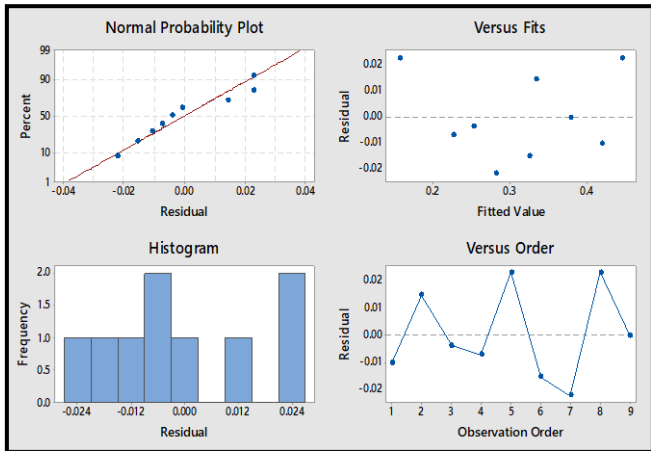 Normal Probability Plot
99
90
50
10
1
Percent
-0.04 -0.02 0.00 0.02 0.04
Residual
Versus Fits
0.02
0.01
0.00
-0.01
-0.02
Residual
0.2 0.3 0.4
Fitted Value
Histogram
2.0
1.5
1.0
0.5
0.0
Frequency
-0.024 -0.012 0.000 0.012 0.024
Residual
Versus Order
0.02
0.01
0.00
-0.01
-0.02
Residual
1 2 3 4 5 6 7 8 9
Observation Order